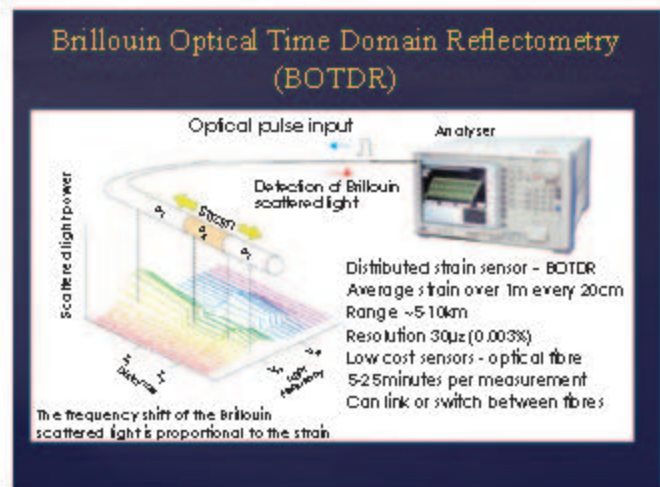 Brillouin Optical Time Domain Reflectometry
(BOTDR)
Optical pulse input
Analyser
Detection of Brillouin
scattered light
Strain
Scattered light power
Distance
Frequency
Distributed strain sensor - BOTDR
Average strain over 1m every 20cm
Range ~5-10km
Resolution 30με (0.003%)
Low cost sensors - optical fibre
5-25minutes per measurement
Can link or switch between fibres
The frequency shift of the Brillouin
scattered light is proportional to the strain